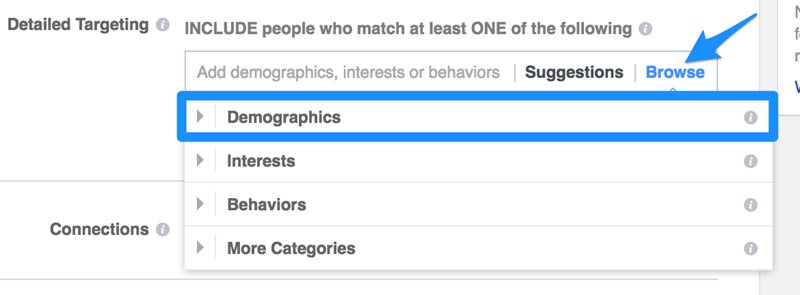 Detailed Targeting
INCLUDE people who match at least ONE of the following
Add demographics, interests or behaviors | Suggestions | Browse
Demographics
Interests
Behaviors
More Categories
Connections